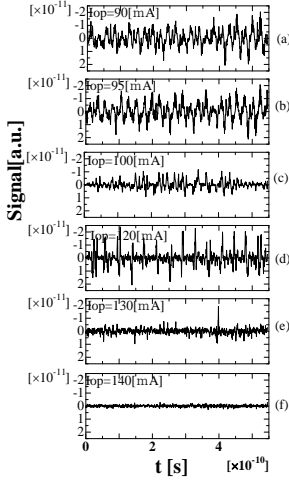 [×10⁻¹¹]
Iop=90[mA]
-2
-1
0
1
2
(a)
[×10⁻¹¹]
Iop=95[mA]
-2
-1
0
1
2
(b)
[×10⁻¹¹]
Iop=100[mA]
-2
-1
0
1
2
(c)
[×10⁻¹¹]
Iop=120[mA]
-2
-1
0
1
2
(d)
[×10⁻¹¹]
Iop=130[mA]
-2
-1
0
1
2
(e)
[×10⁻¹¹]
Iop=140[mA]
-2
-1
0
1
2
(f)
Signal[a.u.]
0 2 4
t [s] [×10⁻¹⁰]